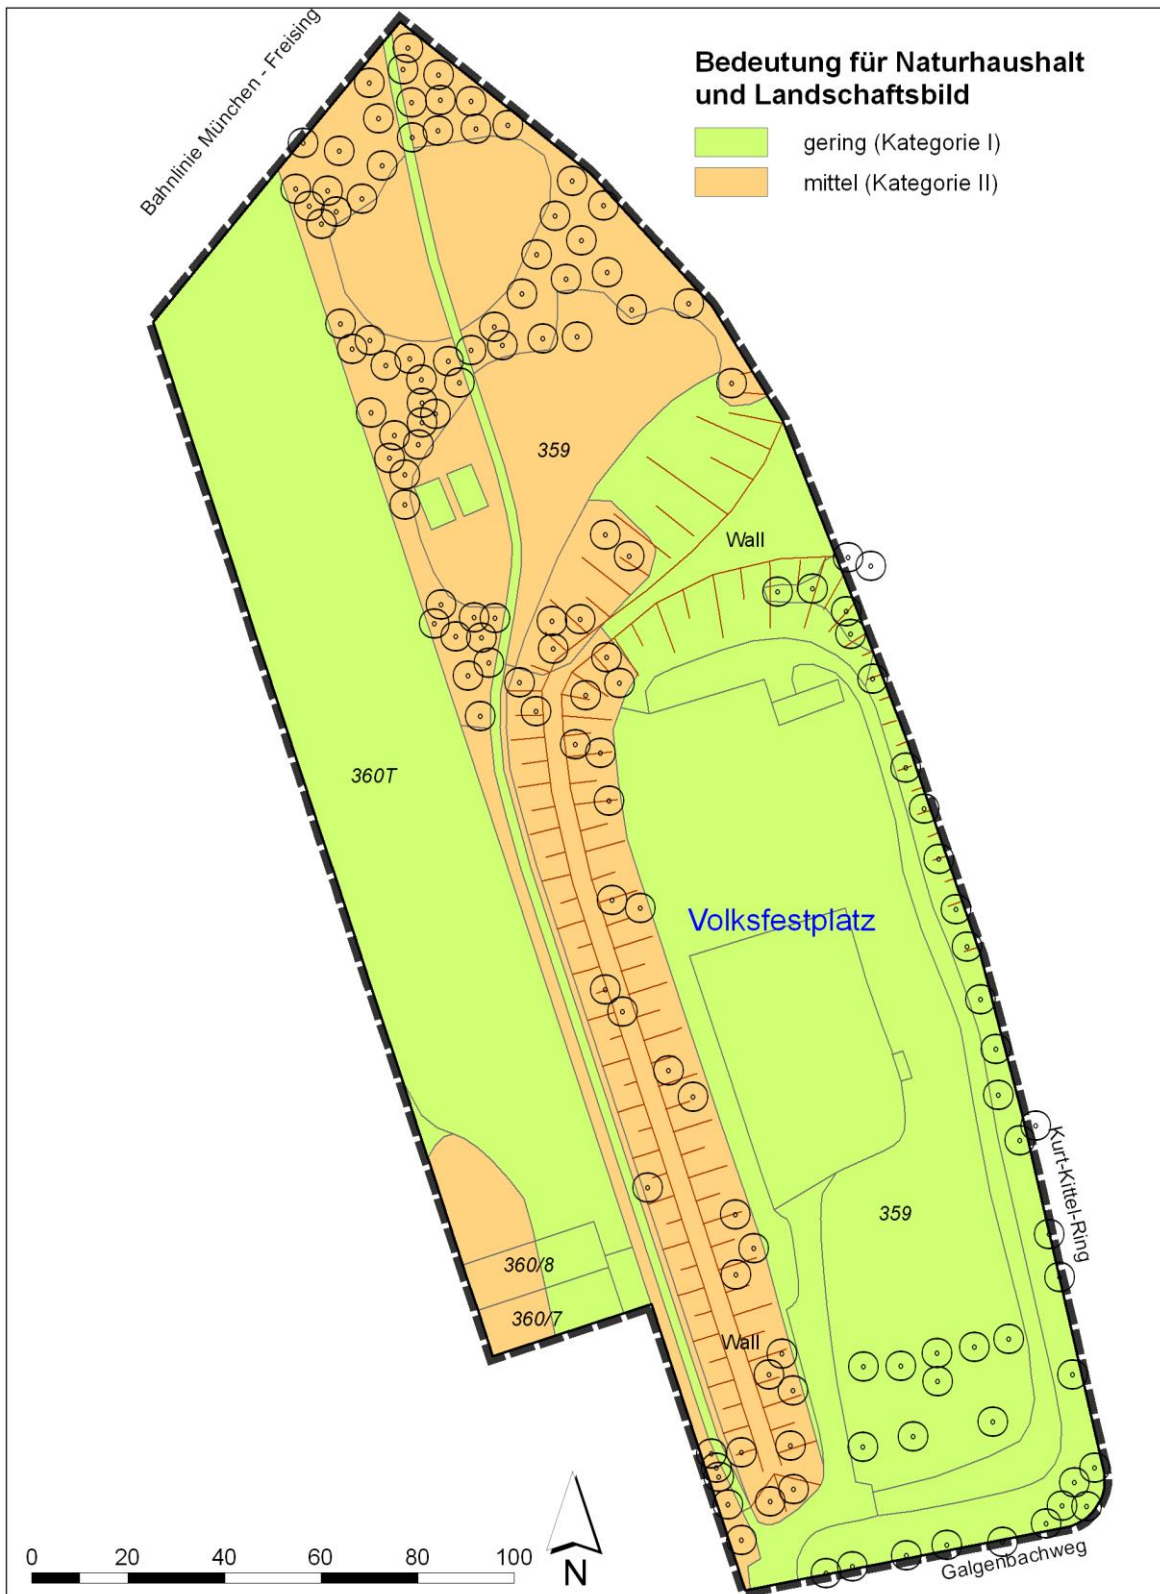 Bahnlinie München - Freising
Bedeutung für Naturhaushalt
und Landschaftsbild
gering (Kategorie I)
mittel (Kategorie II)
359
Wall
360T
Volksfestplatz
Kurt-Kittel-Ring
359
360/8
360/7
Wall
0 20 40 60 80 100
N
Galgenbachweg